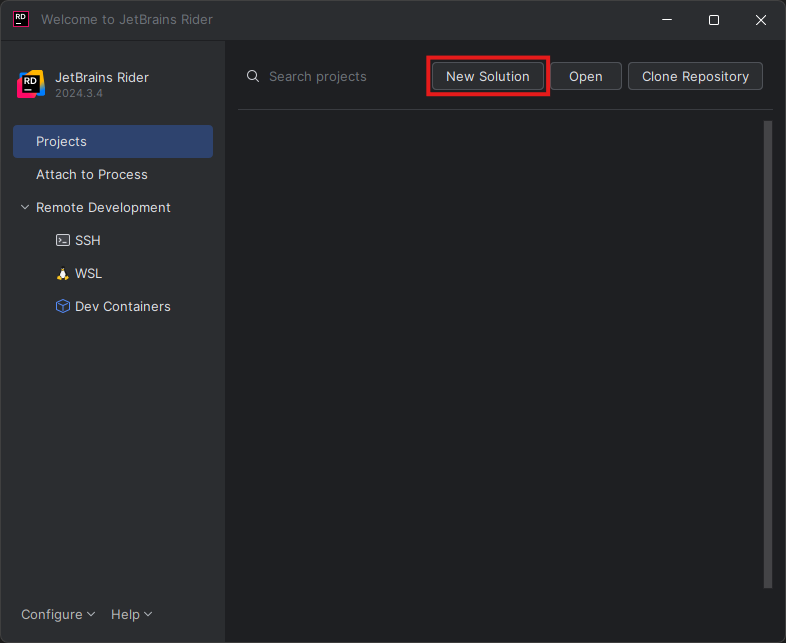 RD
Welcome to JetBrains Rider
RD
JetBrains Rider
2024.3.4
Search projects
New Solution
Open
Clone Repository
Projects
Attach to Process
Remote Development
SSH
WSL
Dev Containers
Configure
Help